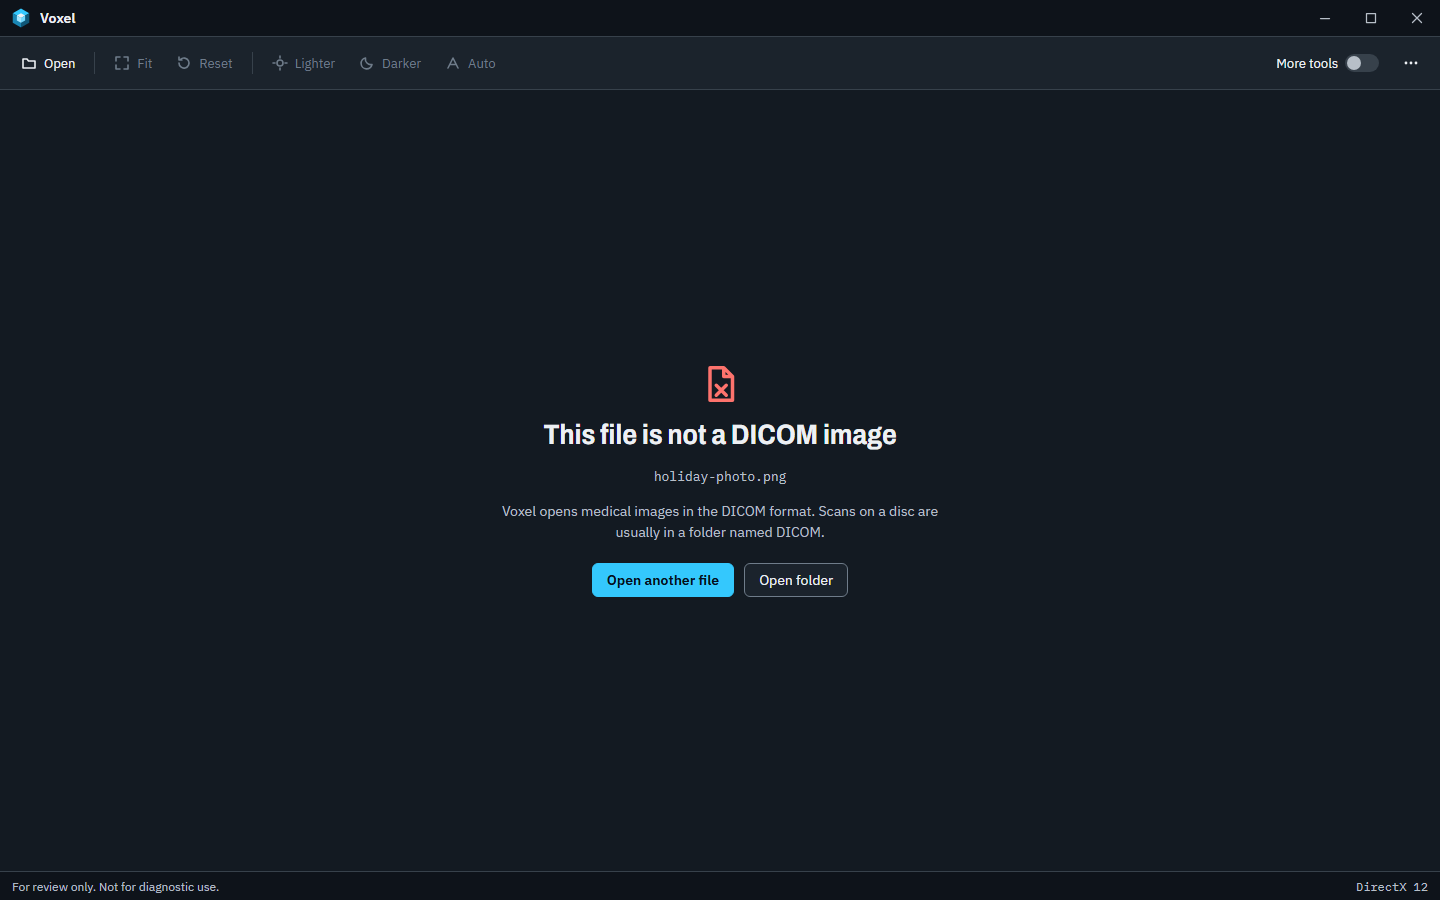 Voxel
Open Fit Reset Lighter Darker Auto More tools
This file is not a DICOM image
holiday-photo.png
Voxel opens medical images in the DICOM format. Scans on a disc are
usually in a folder named DICOM.
Open another file Open folder
For review only. Not for diagnostic use. DirectX 12